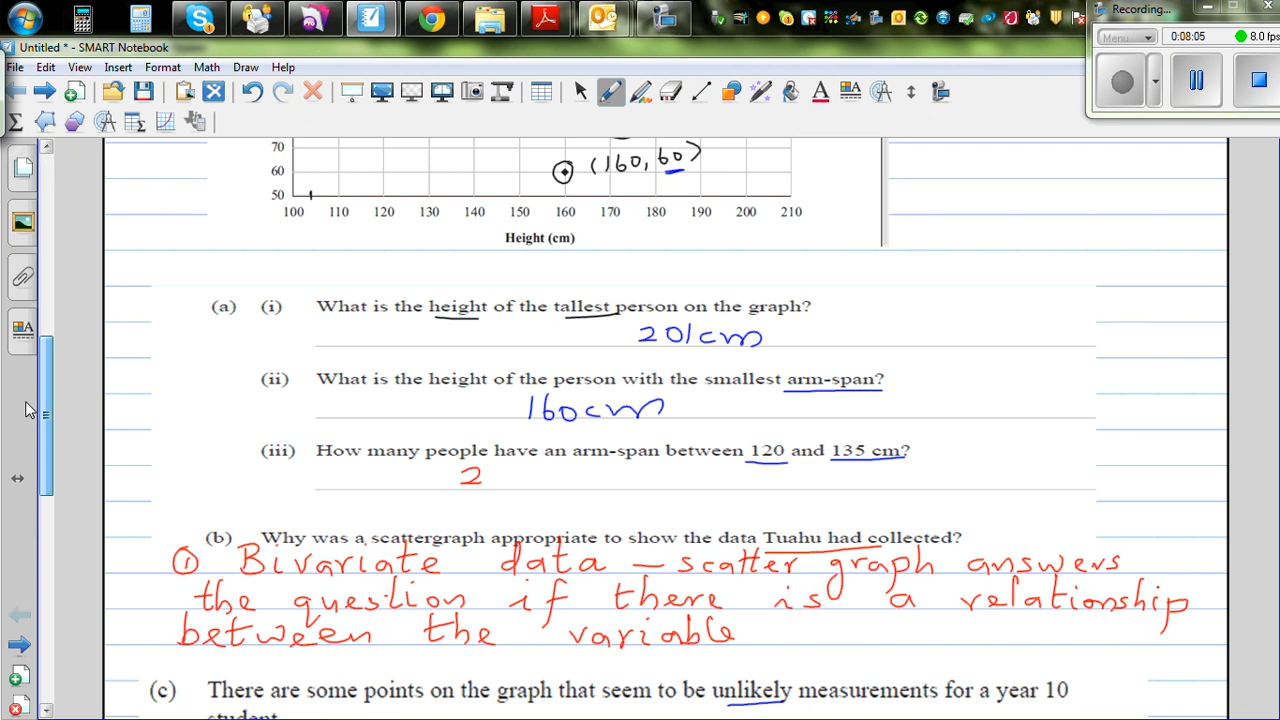 Recording...
Menu
0:08:05
8.0 fps
Untitled * - SMART Notebook
File Edit View Insert Format Math Draw Help
70
60
50
(160, 60)
100 110 120 130 140 150 160 170 180 190 200 210
Height (cm)
(a) (i) What is the height of the tallest person on the graph?
201cm
(ii) What is the height of the person with the smallest arm-span?
160cm
(iii) How many people have an arm-span between 120 and 135 cm?
2
(b) Why was a scattergraph appropriate to show the data Tuahu had collected?
① Bivariate data – scatter graph answers
the question if there is a relationship
between the variable
(c) There are some points on the graph that seem to be unlikely measurements for a year 10
student